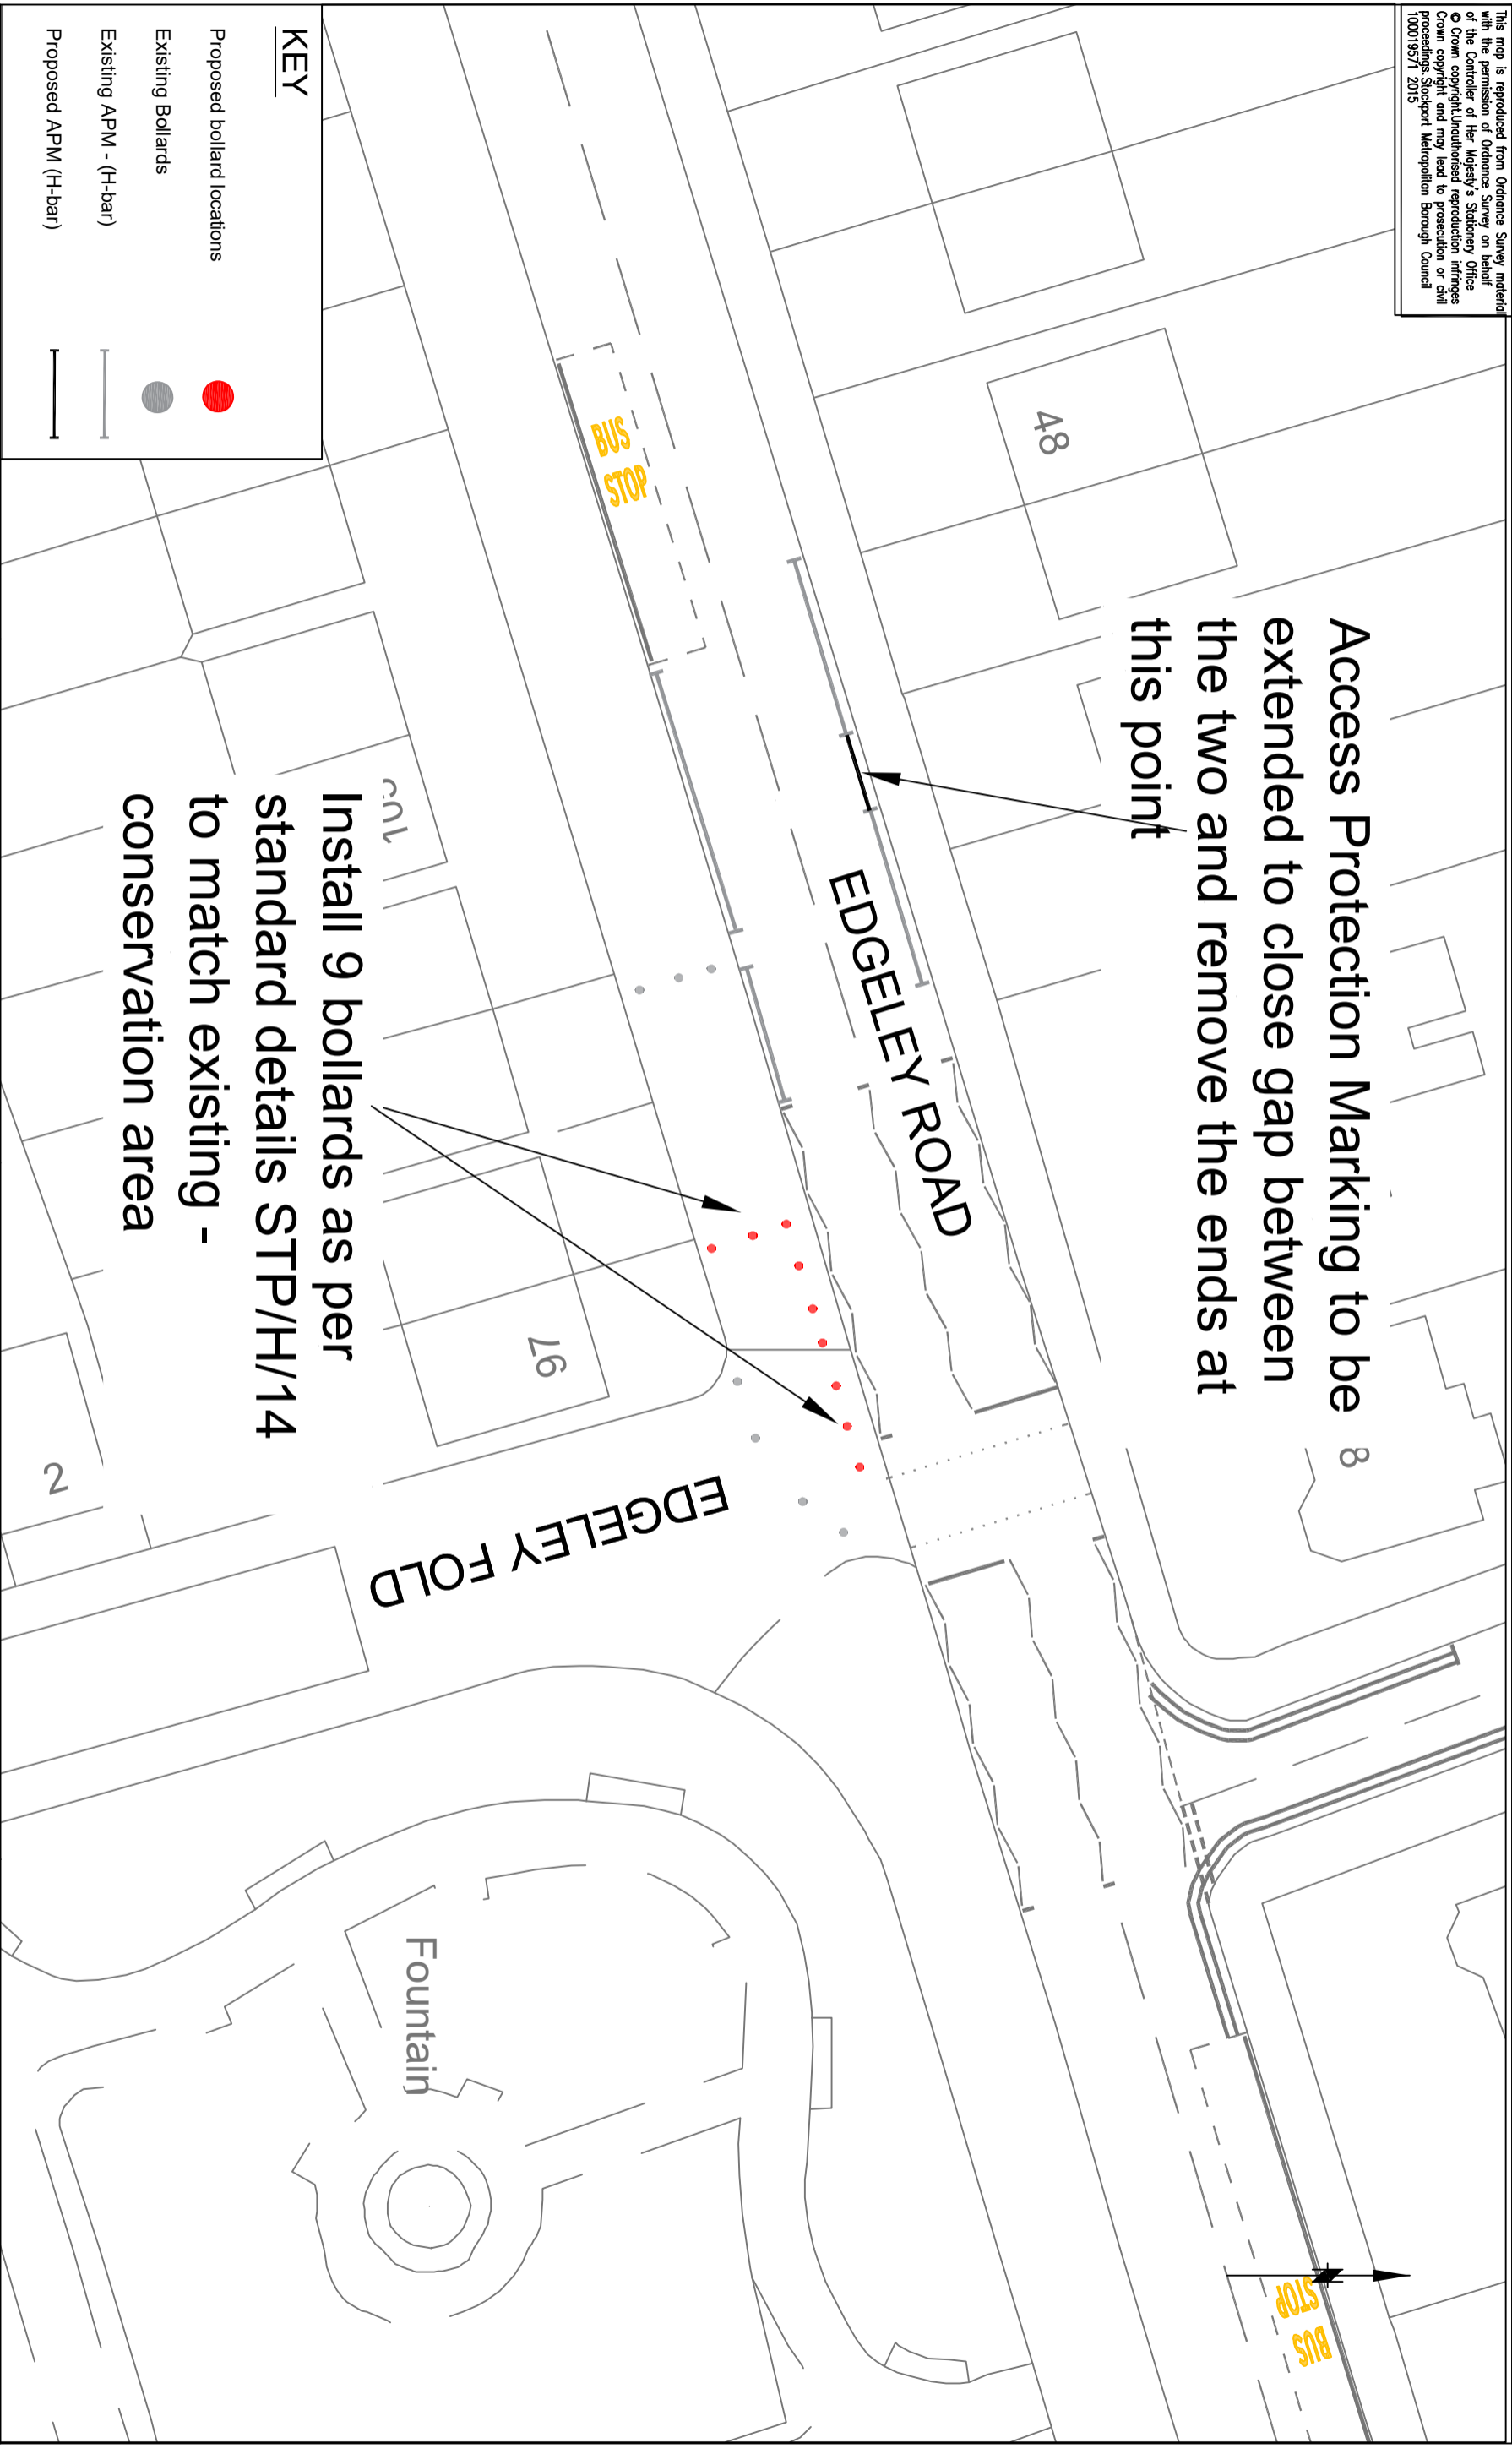 This map is reproduced from Ordnance Survey material
with the permission of Ordnance Survey on behalf
of the Controller of Her Majesty's Stationery Office
© Crown copyright.Unauthorised reproduction infringes
Crown copyright and may lead to prosecution or civil
proceedings. Stockport Metropolitan Borough Council
100019571 2015
48
8
Access Protection Marking to be
extended to close gap between
the two and remove the ends at
this point
EDGELEY ROAD
BUS
STOP
BUS
STOP
Install 9 bollards as per
standard details STP/H/14
to match existing -
conservation area
97
2
EDGELEY FOLD
Fountain
KEY
Proposed bollard locations
Existing Bollards
Existing APM - (H-bar)
Proposed APM (H-bar)